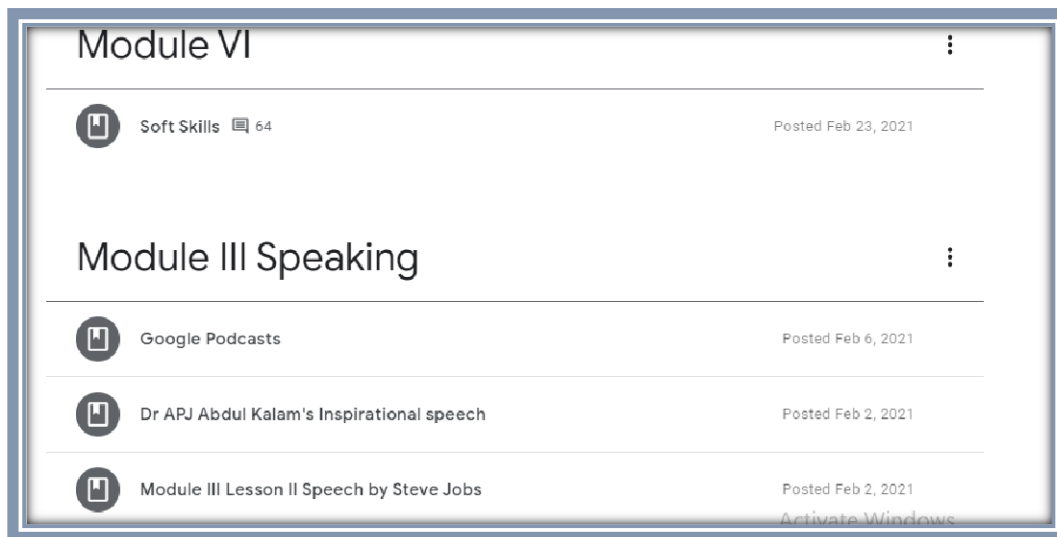 Module VI
Soft Skills 64 Posted Feb 23, 2021
Module III Speaking
Google Podcasts Posted Feb 6, 2021
Dr APJ Abdul Kalam's Inspirational speech Posted Feb 2, 2021
Module III Lesson II Speech by Steve Jobs Posted Feb 2, 2021
Activate Windows